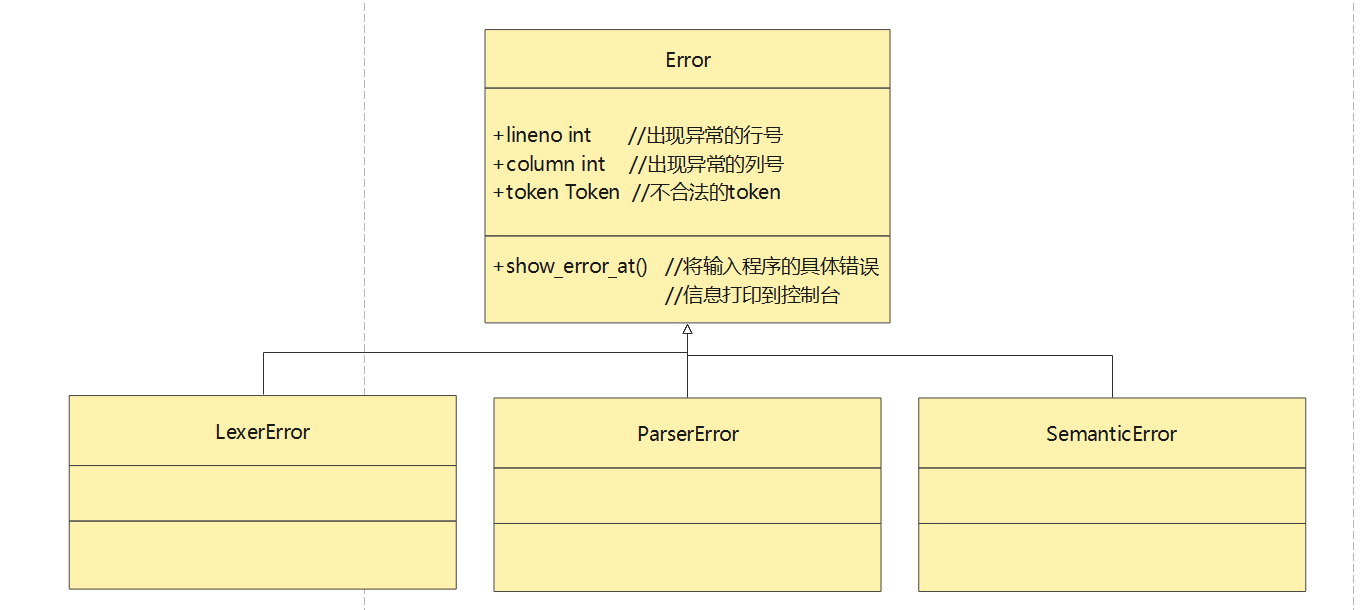 Error
+lineno int //出现异常的行号
+column int //出现异常的列号
+token Token //不合法的token
+show_error_at() //将输入程序的具体错误
//信息打印到控制台
LexerError
ParserError
SemanticError